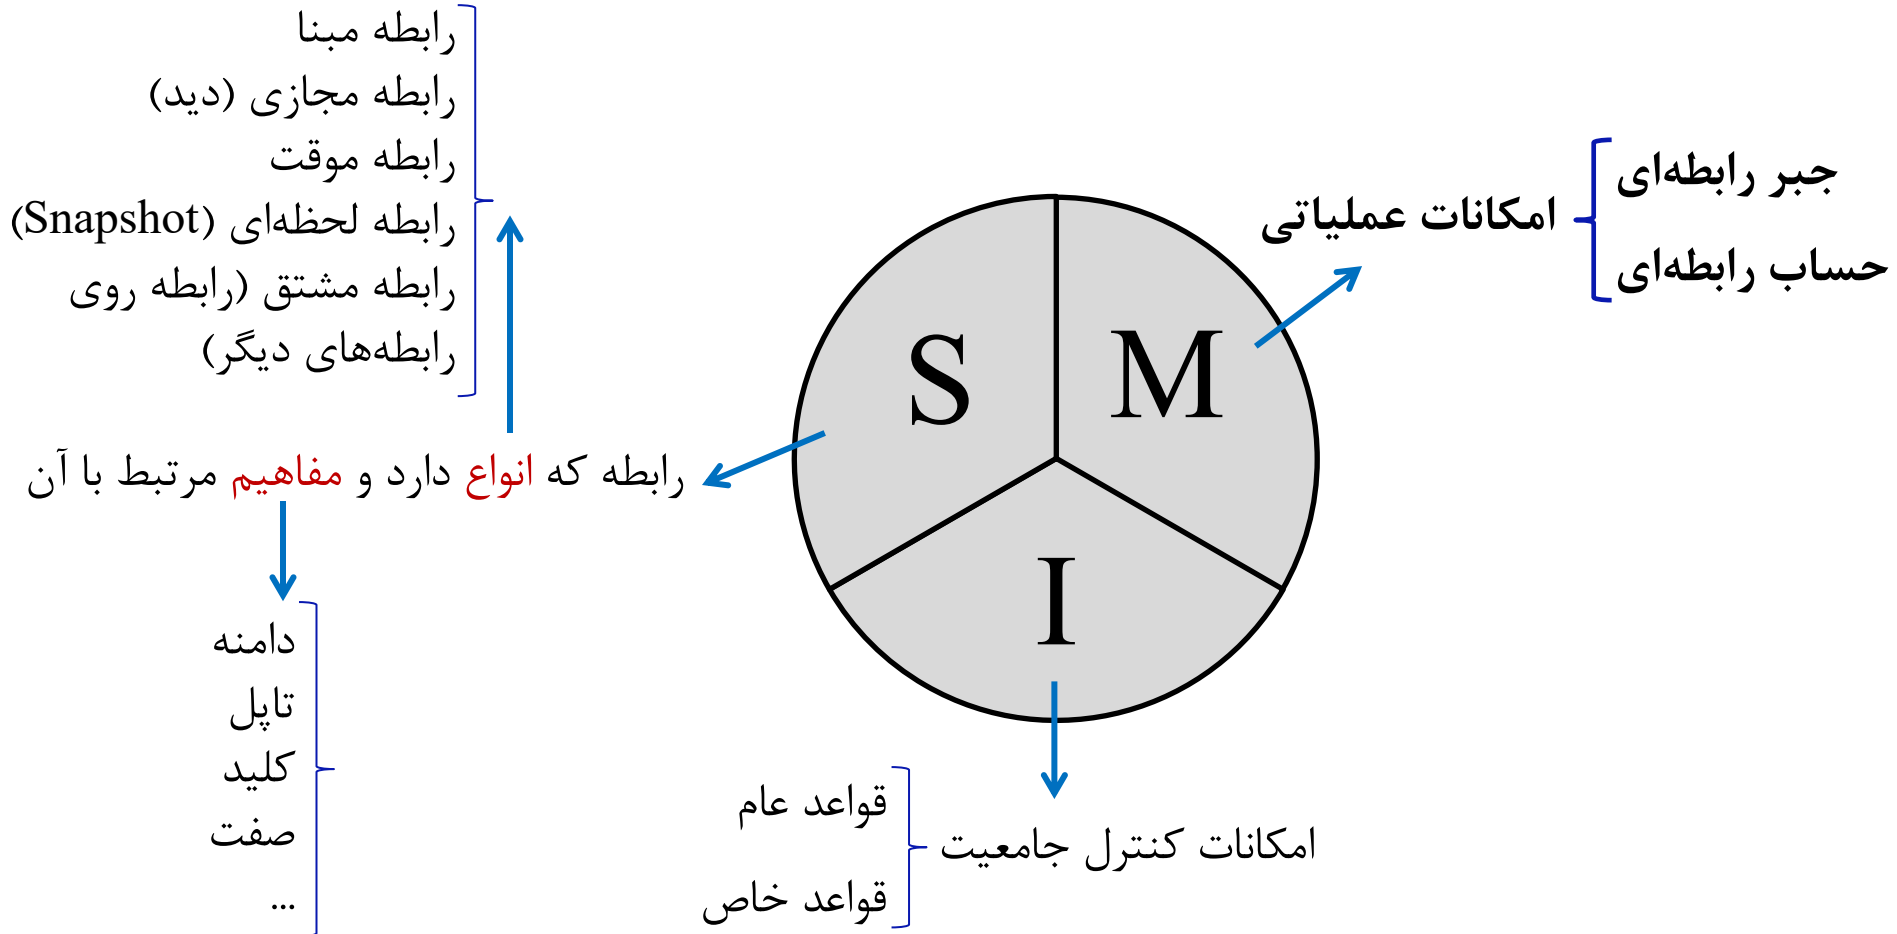 رابطه مبنا
رابطه مجازی (دید)
رابطه موقت
رابطه لحظه‌ای (Snapshot)
رابطه مشتق (رابطه روی
رابطه‌های دیگر)
جبر رابطه‌ای
امکانات عملیاتی
حساب رابطه‌ای
S
M
I
رابطه که انواع دارد و مفاهیم مرتبط با آن
دامنه
تاپل
کلید
صفت
...
قواعد عام
امکانات کنترل جامعیت
قواعد خاص